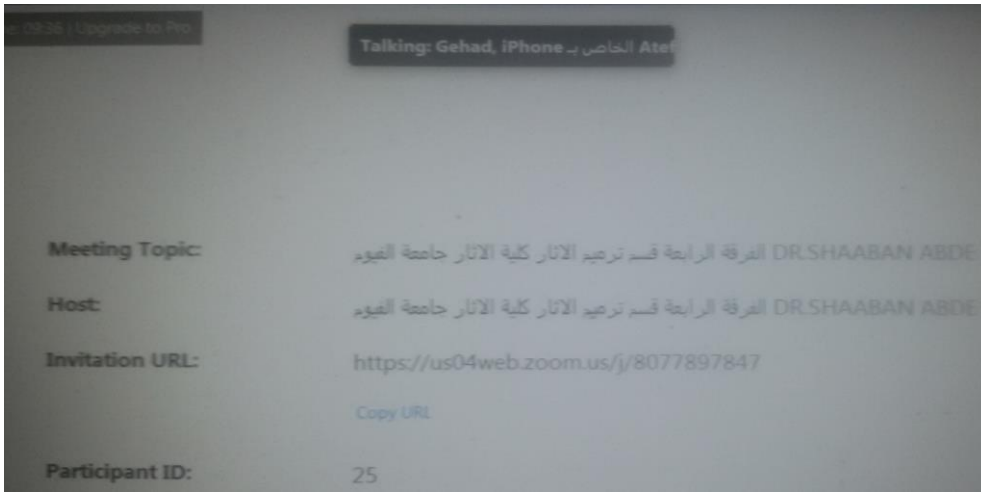 09:36 | Upgrade to Pro
Talking: Gehad, iPhone الخاص بـ Atef
Meeting Topic: الفرقة الرابعة قسم ترميم الاثار كلية الاثار جامعة الفيوم DR.SHAABAN ABDE
Host: الفرقة الرابعة قسم ترميم الاثار كلية الاثار جامعة الفيوم DR.SHAABAN ABDE
Invitation URL: https://us04web.zoom.us/j/8077897847
Copy URL
Participant ID: 25